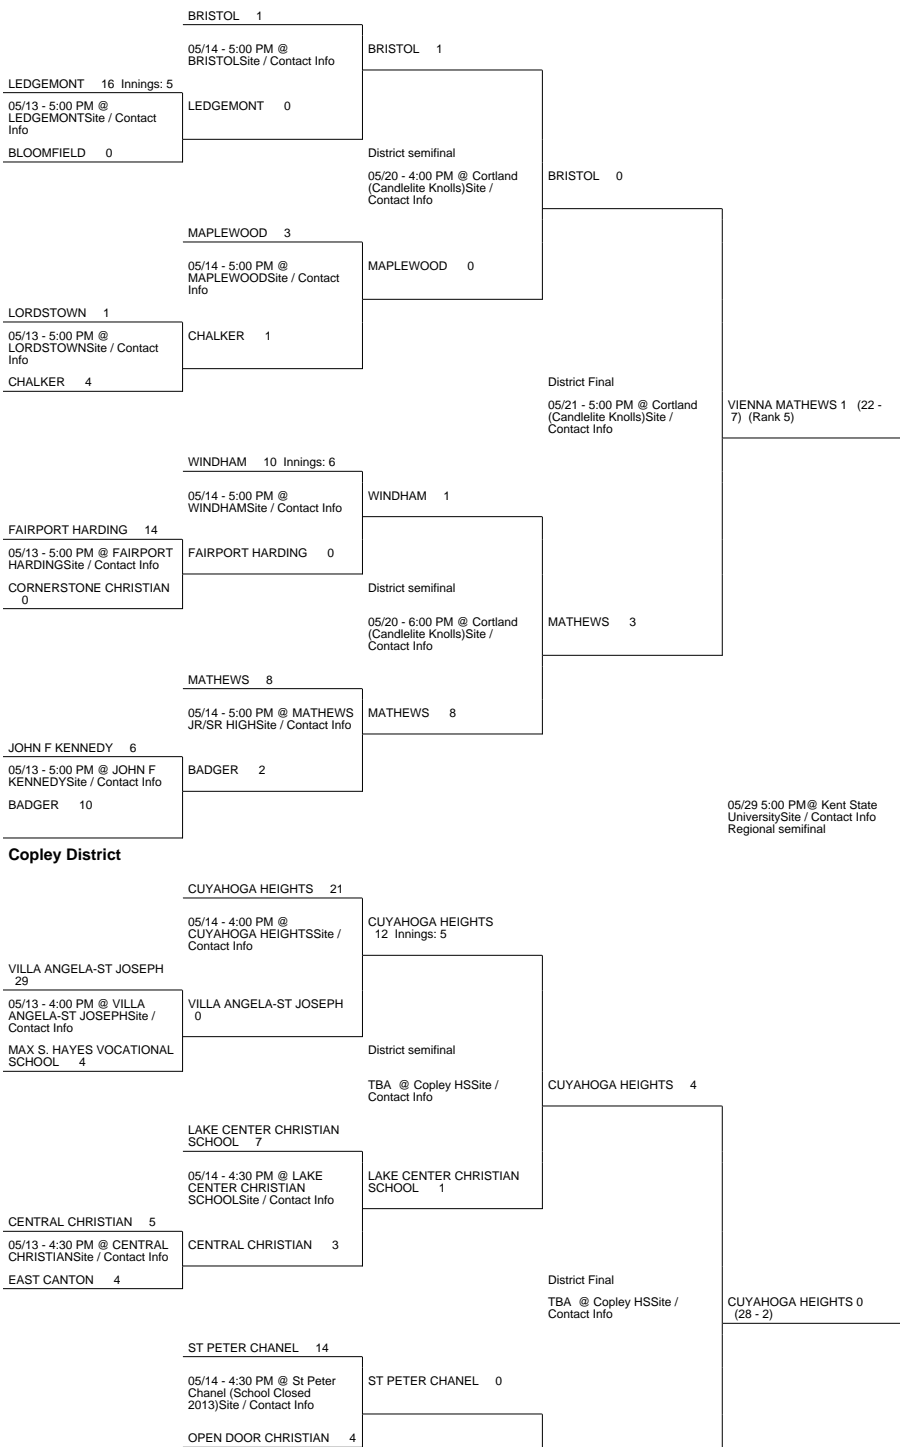 BRISTOL 1
05/14 - 5:00 PM @
BRISTOLSite / Contact Info
BRISTOL 1
LEDGEMONT 16 Innings: 5
05/13 - 5:00 PM @
LEDGEMONTSite / Contact
Info
LEDGEMONT 0
BLOOMFIELD 0
District semifinal
05/20 - 4:00 PM @ Cortland
(Candlelite Knolls)Site /
Contact Info
BRISTOL 0
MAPLEWOOD 3
05/14 - 5:00 PM @
MAPLEWOODSite / Contact
Info
MAPLEWOOD 0
LORDSTOWN 1
05/13 - 5:00 PM @
LORDSTOWNSite / Contact
Info
CHALKER 1
CHALKER 4
District Final
05/21 - 5:00 PM @ Cortland
(Candlelite Knolls)Site /
Contact Info
VIENNA MATHEWS 1 (22 -
7) (Rank 5)
WINDHAM 10 Innings: 6
05/14 - 5:00 PM @
WINDHAMSite / Contact Info
WINDHAM 1
FAIRPORT HARDING 14
05/13 - 5:00 PM @ FAIRPORT
HARDINGSite / Contact Info
FAIRPORT HARDING 0
CORNERSTONE CHRISTIAN
0
District semifinal
05/20 - 6:00 PM @ Cortland
(Candlelite Knolls)Site /
Contact Info
MATHEWS 3
MATHEWS 8
05/14 - 5:00 PM @ MATHEWS
JR/SR HIGHSite / Contact Info
MATHEWS 8
JOHN F KENNEDY 6
05/13 - 5:00 PM @ JOHN F
KENNEDYSite / Contact Info
BADGER 2
BADGER 10
05/29 5:00 PM@ Kent State
UniversitySite / Contact Info
Regional semifinal
Copley District
CUYAHOGA HEIGHTS 21
05/14 - 4:00 PM @
CUYAHOGA HEIGHTSSite /
Contact Info
CUYAHOGA HEIGHTS
12 Innings: 5
VILLA ANGELA-ST JOSEPH
29
05/13 - 4:00 PM @ VILLA
ANGELA-ST JOSEPHSite /
Contact Info
VILLA ANGELA-ST JOSEPH
0
MAX S. HAYES VOCATIONAL
SCHOOL 4
District semifinal
TBA @ Copley HSSite /
Contact Info
CUYAHOGA HEIGHTS 4
LAKE CENTER CHRISTIAN
SCHOOL 7
05/14 - 4:30 PM @ LAKE
CENTER CHRISTIAN
SCHOOLSite / Contact Info
LAKE CENTER CHRISTIAN
SCHOOL 1
CENTRAL CHRISTIAN 5
05/13 - 4:30 PM @ CENTRAL
CHRISTIANSite / Contact Info
CENTRAL CHRISTIAN 3
EAST CANTON 4
District Final
TBA @ Copley HSSite /
Contact Info
CUYAHOGA HEIGHTS 0
(28 - 2)
ST PETER CHANEL 14
05/14 - 4:30 PM @ St Peter
Chanel (School Closed
2013)Site / Contact Info
ST PETER CHANEL 0
OPEN DOOR CHRISTIAN 4